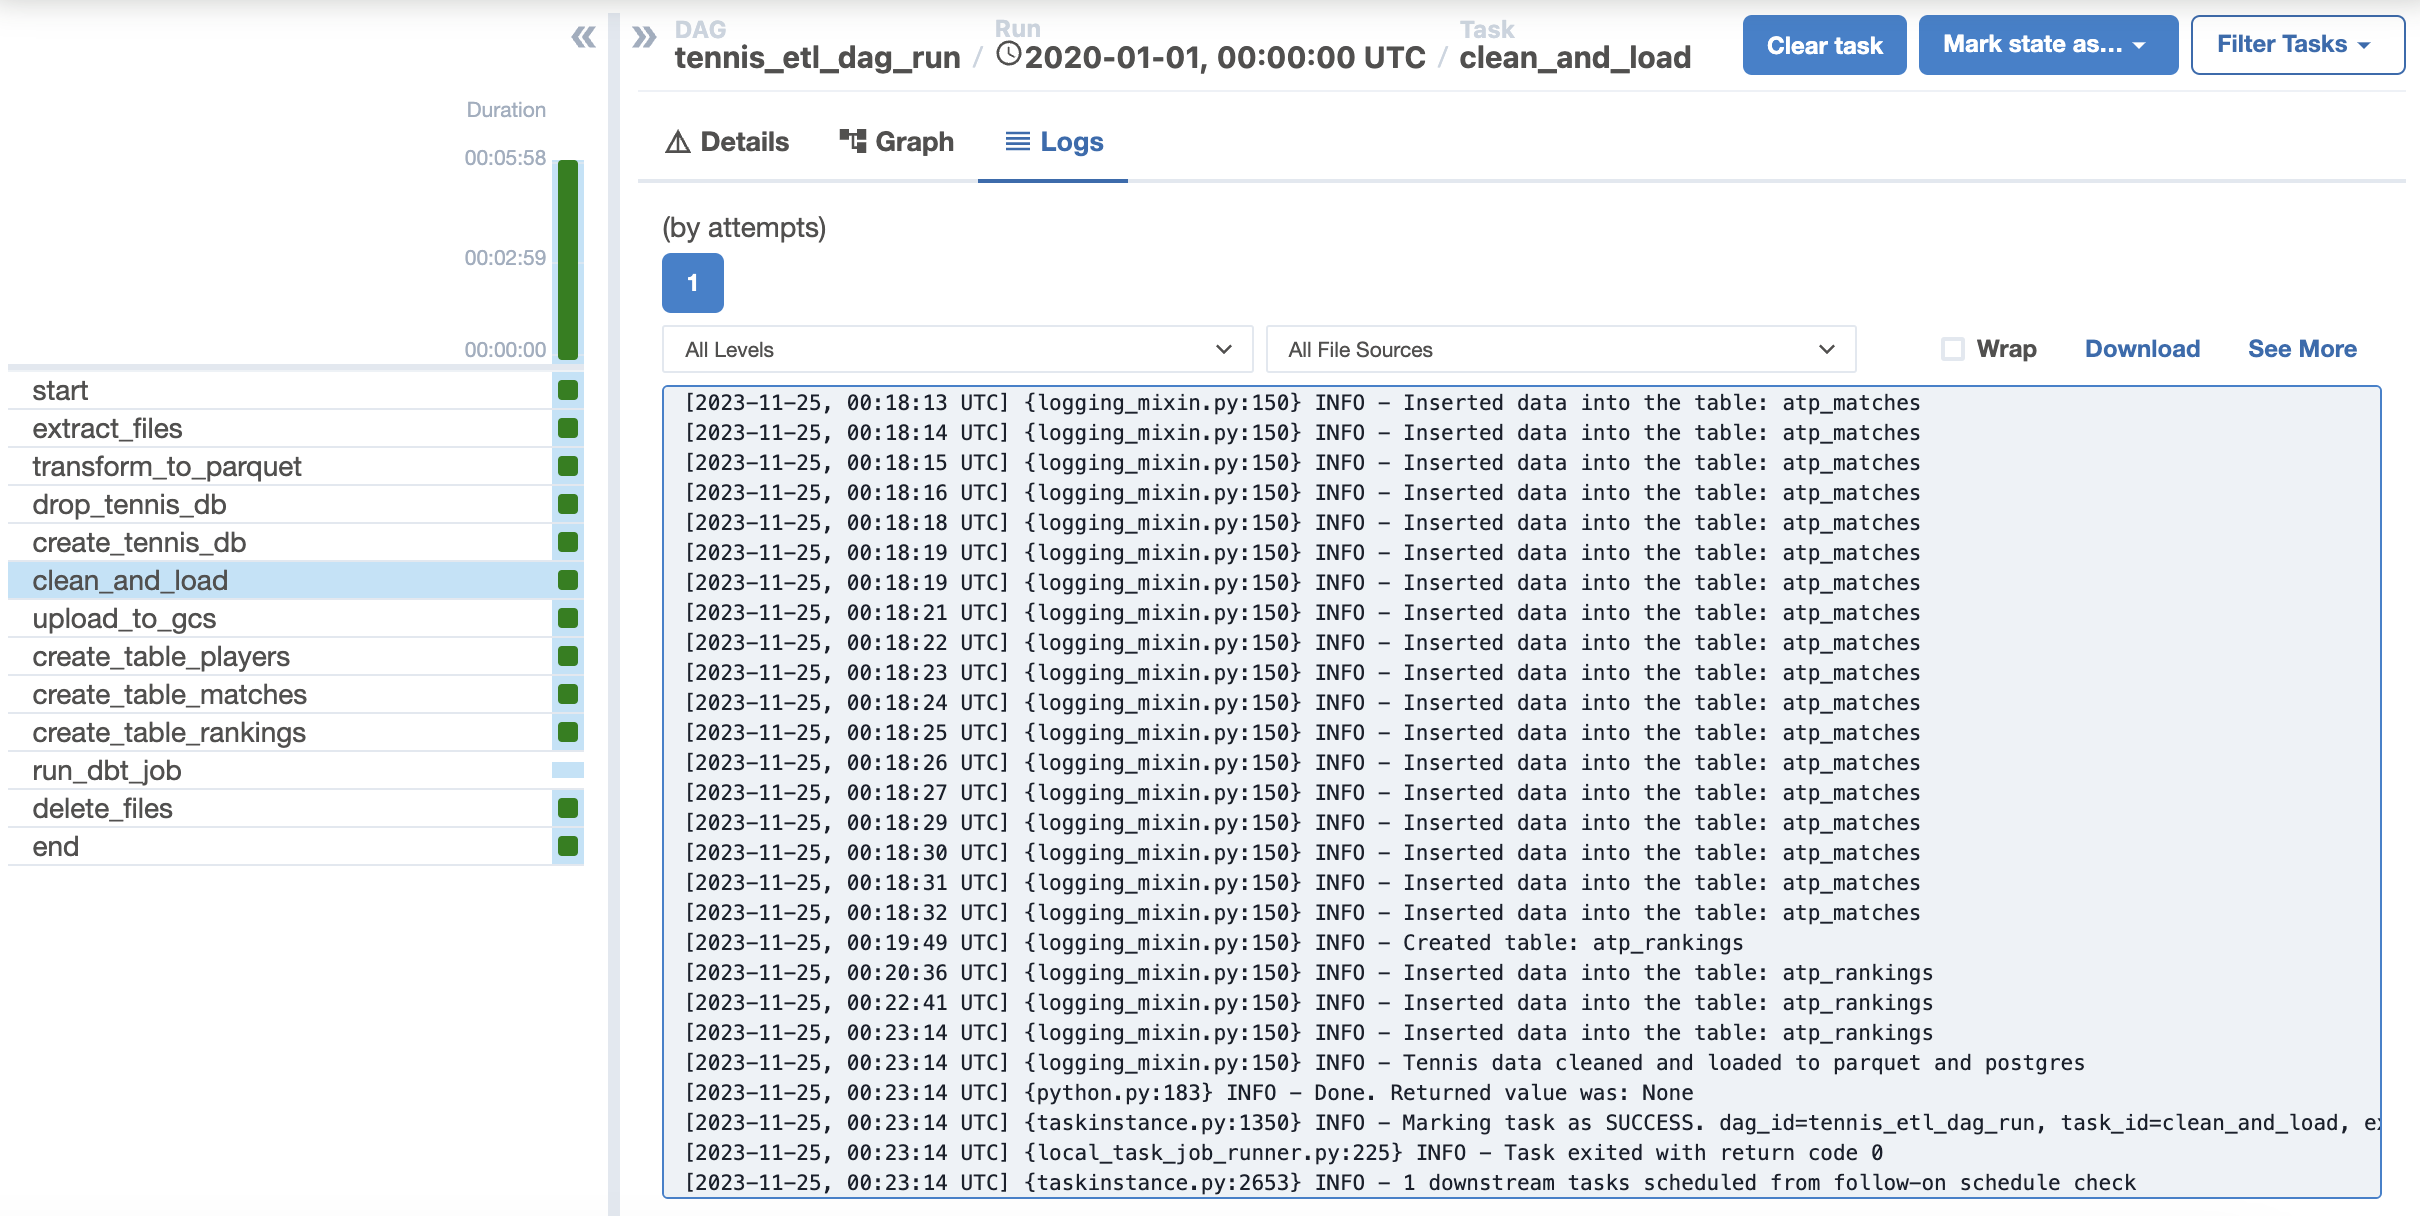 DAG
tennis_etl_dag_run
/
Run
2020-01-01, 00:00:00 UTC
/
Task
clean_and_load
Clear task
Mark state as...
Filter Tasks
Duration
00:05:58
00:02:59
00:00:00
start
extract_files
transform_to_parquet
drop_tennis_db
create_tennis_db
clean_and_load
upload_to_gcs
create_table_players
create_table_matches
create_table_rankings
run_dbt_job
delete_files
end
Details
Graph
Logs
(by attempts)
1
All Levels
All File Sources
Wrap
Download
See More
[2023-11-25, 00:18:13 UTC] {logging_mixin.py:150} INFO - Inserted data into the table: atp_matches
[2023-11-25, 00:18:14 UTC] {logging_mixin.py:150} INFO - Inserted data into the table: atp_matches
[2023-11-25, 00:18:15 UTC] {logging_mixin.py:150} INFO - Inserted data into the table: atp_matches
[2023-11-25, 00:18:16 UTC] {logging_mixin.py:150} INFO - Inserted data into the table: atp_matches
[2023-11-25, 00:18:18 UTC] {logging_mixin.py:150} INFO - Inserted data into the table: atp_matches
[2023-11-25, 00:18:19 UTC] {logging_mixin.py:150} INFO - Inserted data into the table: atp_matches
[2023-11-25, 00:18:19 UTC] {logging_mixin.py:150} INFO - Inserted data into the table: atp_matches
[2023-11-25, 00:18:21 UTC] {logging_mixin.py:150} INFO - Inserted data into the table: atp_matches
[2023-11-25, 00:18:22 UTC] {logging_mixin.py:150} INFO - Inserted data into the table: atp_matches
[2023-11-25, 00:18:23 UTC] {logging_mixin.py:150} INFO - Inserted data into the table: atp_matches
[2023-11-25, 00:18:24 UTC] {logging_mixin.py:150} INFO - Inserted data into the table: atp_matches
[2023-11-25, 00:18:25 UTC] {logging_mixin.py:150} INFO - Inserted data into the table: atp_matches
[2023-11-25, 00:18:26 UTC] {logging_mixin.py:150} INFO - Inserted data into the table: atp_matches
[2023-11-25, 00:18:27 UTC] {logging_mixin.py:150} INFO - Inserted data into the table: atp_matches
[2023-11-25, 00:18:29 UTC] {logging_mixin.py:150} INFO - Inserted data into the table: atp_matches
[2023-11-25, 00:18:30 UTC] {logging_mixin.py:150} INFO - Inserted data into the table: atp_matches
[2023-11-25, 00:18:31 UTC] {logging_mixin.py:150} INFO - Inserted data into the table: atp_matches
[2023-11-25, 00:18:32 UTC] {logging_mixin.py:150} INFO - Inserted data into the table: atp_matches
[2023-11-25, 00:19:49 UTC] {logging_mixin.py:150} INFO - Created table: atp_rankings
[2023-11-25, 00:20:36 UTC] {logging_mixin.py:150} INFO - Inserted data into the table: atp_rankings
[2023-11-25, 00:22:41 UTC] {logging_mixin.py:150} INFO - Inserted data into the table: atp_rankings
[2023-11-25, 00:23:14 UTC] {logging_mixin.py:150} INFO - Inserted data into the table: atp_rankings
[2023-11-25, 00:23:14 UTC] {logging_mixin.py:150} INFO - Tennis data cleaned and loaded to parquet and postgres
[2023-11-25, 00:23:14 UTC] {python.py:183} INFO - Done. Returned value was: None
[2023-11-25, 00:23:14 UTC] {taskinstance.py:1350} INFO - Marking task as SUCCESS. dag_id=tennis_etl_dag_run, task_id=clean_and_load,
[2023-11-25, 00:23:14 UTC] {local_task_job_runner.py:225} INFO - Task exited with return code 0
[2023-11-25, 00:23:14 UTC] {taskinstance.py:2653} INFO - 1 downstream tasks scheduled from follow-on schedule check